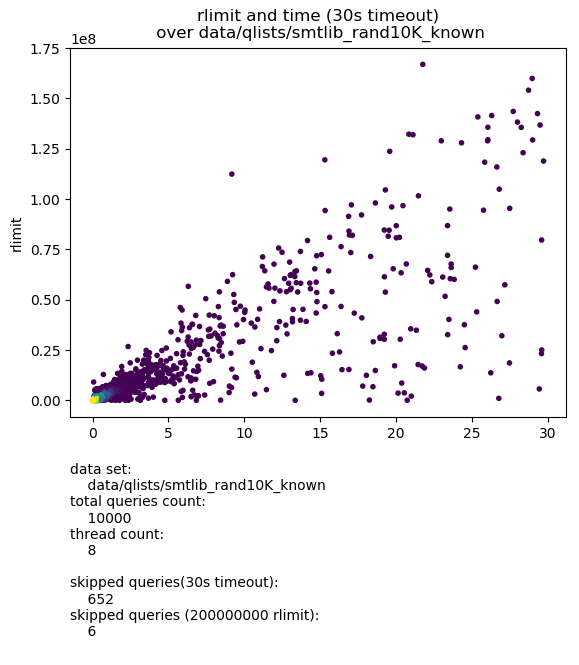 rlimit and time (30s timeout)
over data/qlists/smtlib_rand10K_known
1e8
1.75
1.50
1.25
1.00
0.75
0.50
0.25
0.00
rlimit
0 5 10 15 20 25 30
data set:
data/qlists/smtlib_rand10K_known
total queries count:
10000
thread count:
8
skipped queries(30s timeout):
652
skipped queries (200000000 rlimit):
6